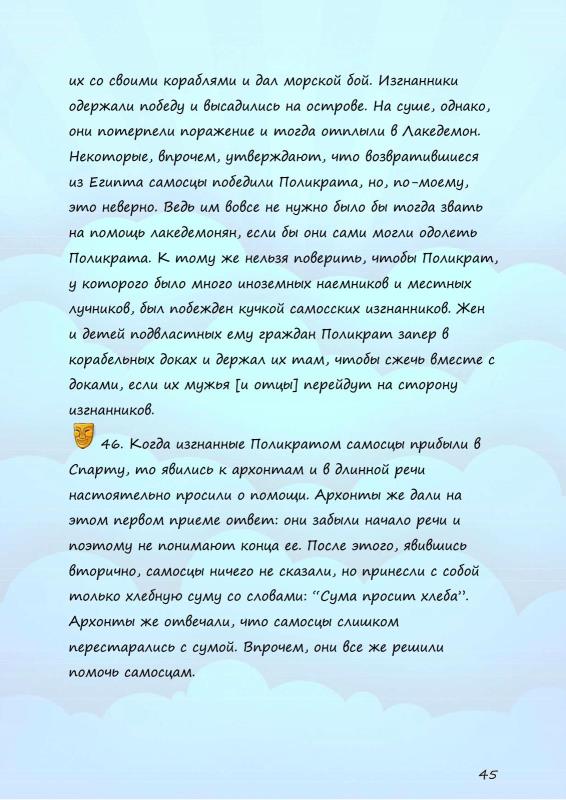 их со своими кораблями и дал морской бой. Изгнанники
одержали победу и высадились на острове. На суше, однако,
они потерпели поражение и тогда отплыли в Лакедемон.
Некоторые, впрочем, утверждают, что возвратившиеся
из Египта самосцы победили Поликрата, но, по-моему,
это неверно. Ведь им вовсе не нужно было бы тогда звать
на помощь лакедемонян, если бы они сами могли одолеть
Поликрата. К тому же нельзя поверить, чтобы Поликрат,
у которого было много иноземных наемников и местных
лучников, был побежден кучкой самосских изгнанников. Жен
и детей подвластных ему граждан Поликрат запер в
корабельных доках и держал их там, чтобы сжечь вместе с
доками, если их мужья [и отцы] перейдут на сторону
изгнанников.
46. Когда изгнанные Поликратом самосцы прибыли в
Спарту, то явились к архонтам и в длинной речи
настоятельно просили о помощи. Архонты же дали на
этом первом приеме ответ: они забыли начало речи и
поэтому не понимают конца ее. После этого, явившись
вторично, самосцы ничего не сказали, но принесли с собой
только хлебную суму со словами: “Сума просит хлеба”.
Архонты же отвечали, что самосцы слишком
перестарались с сумой. Впрочем, они все же решили
помочь самосцам.
45